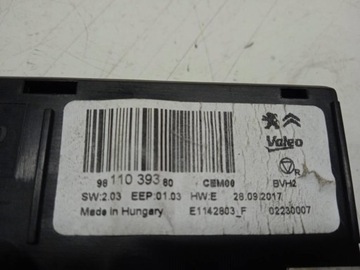 Valeo
R
98 110 393 80 CEM00 BVH2
SW:2.03 EEP:01.03 HW:E 28.09.2017
Made in Hungary E1142803_F 02230007